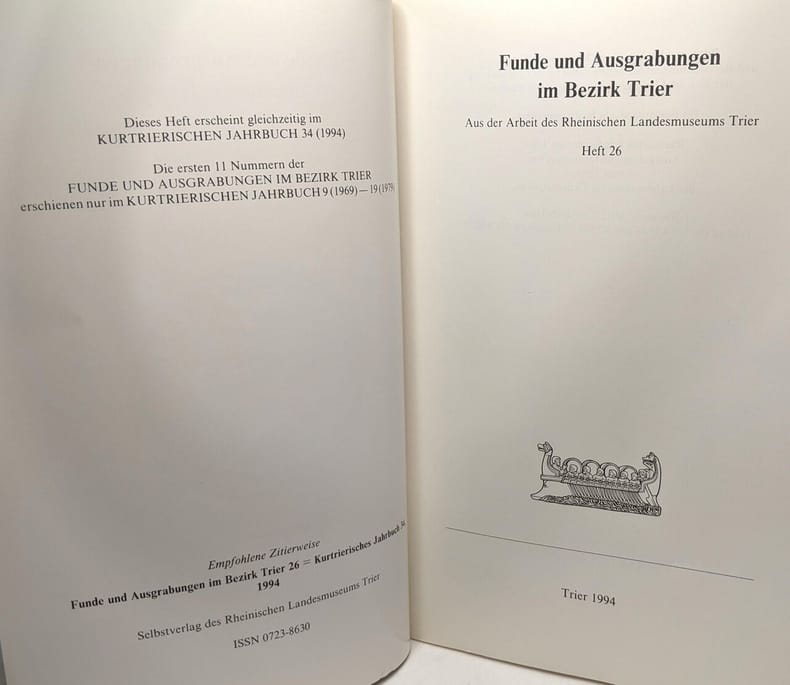 Dieses Heft erscheint gleichzeitig im
KURTRIERISCHEN JAHRBUCH 34 (1994)
Die ersten 11 Nummern der
FUNDE UND AUSGRABUNGEN IM BEZIRK TRIER
erschienen nur im KURTRIERISCHEN JAHRBUCH 9 (1969) — 19 (1979)
Empfohlene Zitierweise
Funde und Ausgrabungen im Bezirk Trier 26 = Kurtrierisches Jahrbuch 34,
1994
Selbstverlag des Rheinischen Landesmuseums Trier
ISSN 0723-8630
Funde und Ausgrabungen
im Bezirk Trier
Aus der Arbeit des Rheinischen Landesmuseums Trier
Heft 26
Trier 1994